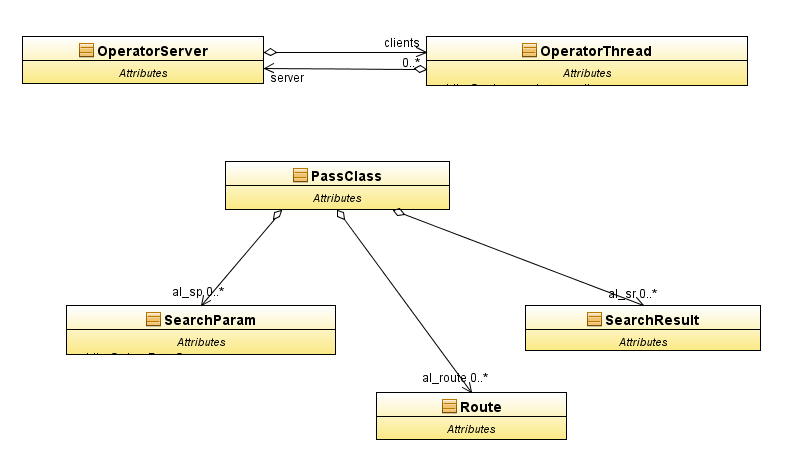 OperatorServer
Attributes
clients
0..*
server
OperatorThread
Attributes
PassClass
Attributes
al_sp 0..*
al_sr 0..*
SearchParam
Attributes
SearchResult
Attributes
al_route 0..*
Route
Attributes